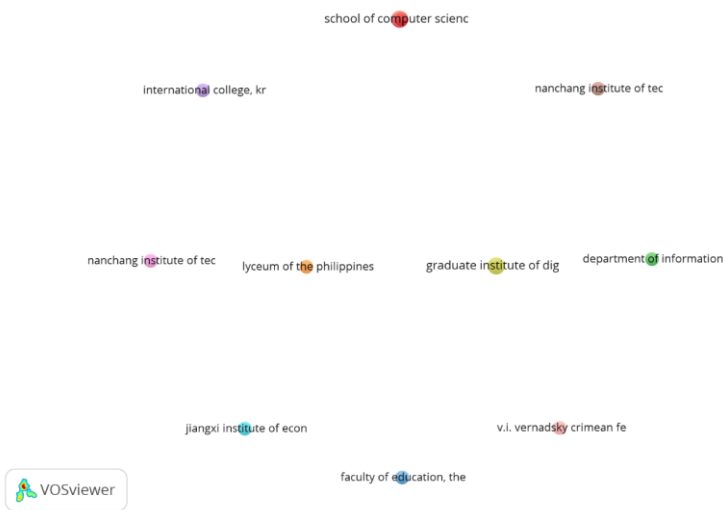 school of computer scienc
international college, kr
nanchang institute of tec
nanchang institute of tec
lyceum of the philippines
graduate institute of dig
department of information
jiangxi institute of econ
v.i. vernadsky crimean fe
faculty of education, the
VOSviewer